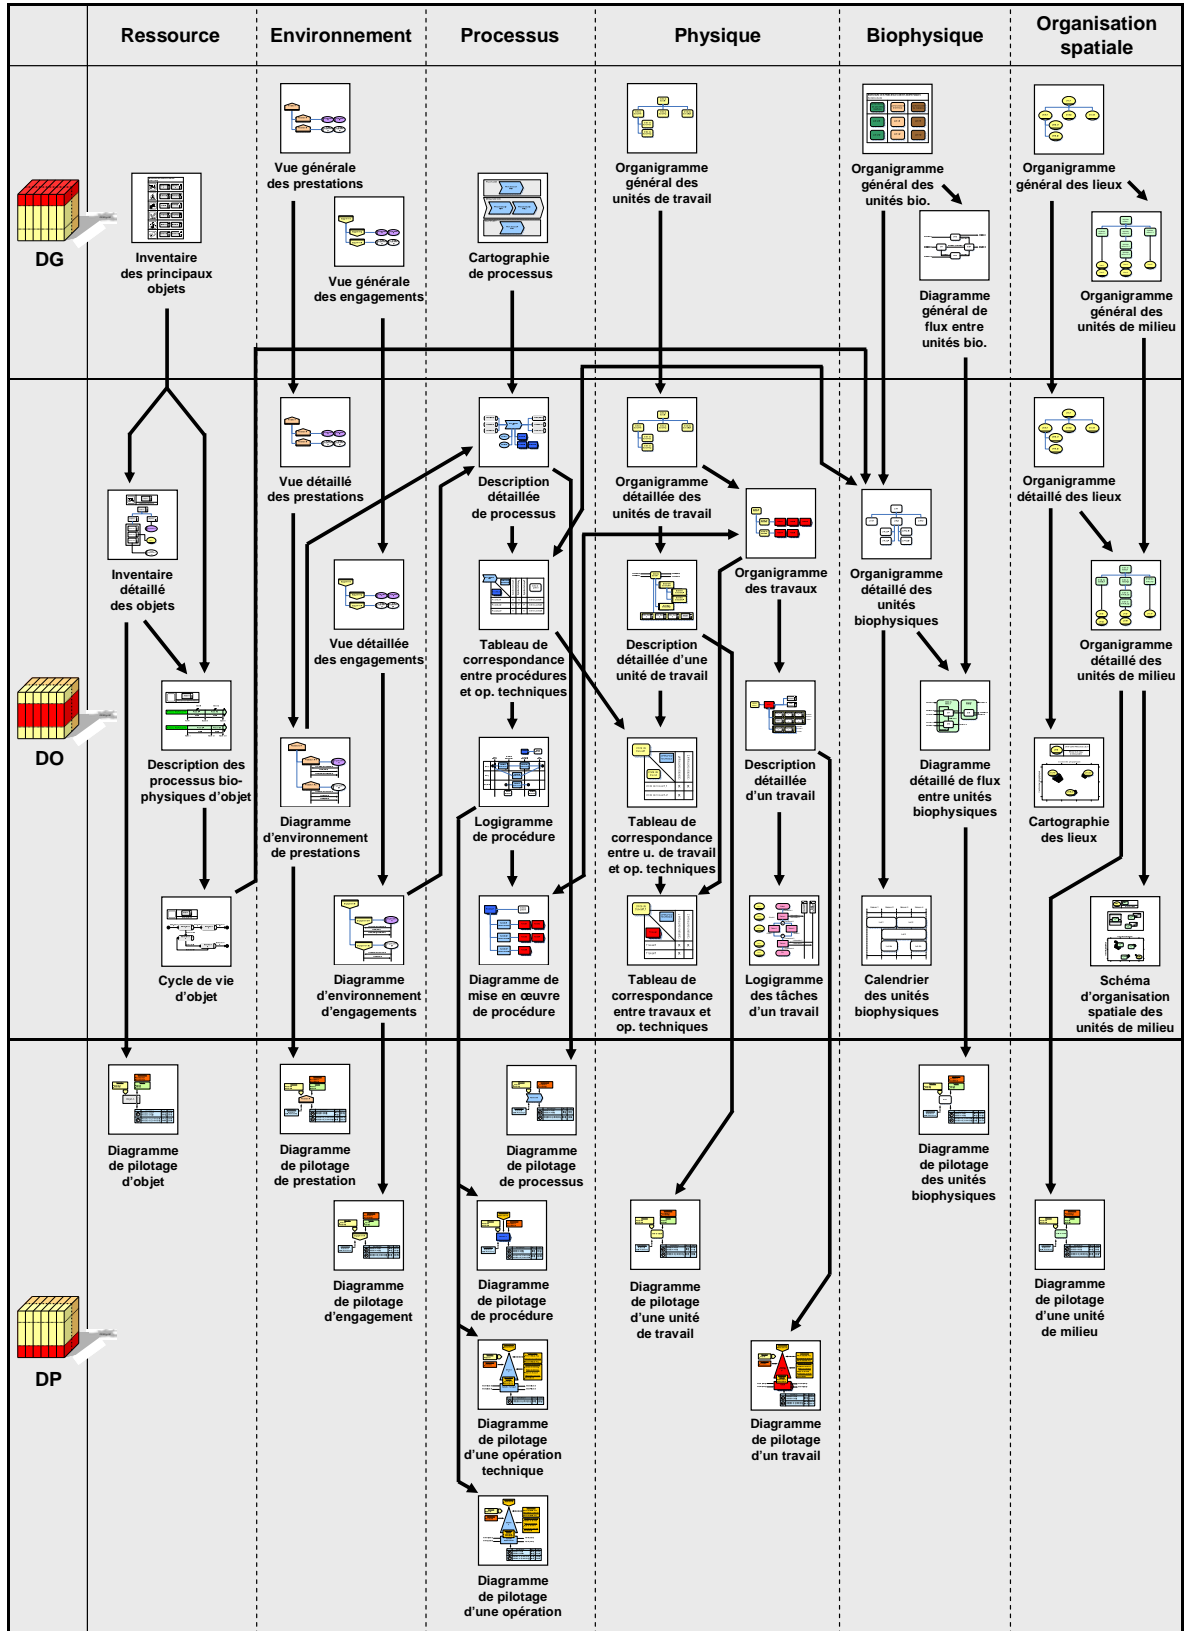 Ressource
Environnement
Processus
Physique
Biophysique
Organisation
spatiale
DG
Inventaire
des principaux
objets
Vue générale
des prestations
Vue générale
des engagements
Cartographie
de processus
Organigramme
général des
unités de travail
Organigramme
général des
unités bio.
Diagramme
général de
flux entre
unités bio.
Organigramme
général des lieux
Organigramme
général des
unités de milieu
DO
Inventaire
détaillé
des objets
Description des
processus bio-
physiques d'objet
Cycle de vie
d'objet
Vue détaillé
des prestations
Vue détaillée
des engagements
Diagramme
d'environnement
de prestations
Diagramme
d'environnement
d'engagements
Description
détaillée
de processus
Tableau de
correspondance
entre procédures
et op. techniques
Logigramme
de procédure
Diagramme de
mise en œuvre
de procédure
Organigramme
détaillée des
unités de travail
Organigramme
des travaux
Description
détaillée d'une
unité de travail
Description
détaillée
d'un travail
Tableau de
correspondance
entre u. de travail
et op. techniques
Tableau de
correspondance
entre travaux et
op. techniques
Logigramme
des tâches
d'un travail
Organigramme
détaillé des
unités
biophysiques
Diagramme
détaillé de flux
entre unités
biophysiques
Calendrier
des unités
biophysiques
Organigramme
détaillé des lieux
Organigramme
détaillé des
unités de milieu
Cartographie
des lieux
Schéma
d'organisation
spatiale des
unités de milieu
DP
Diagramme
de pilotage
d'objet
Diagramme
de pilotage
de prestation
Diagramme
de pilotage
d'engagement
Diagramme
de pilotage
de processus
Diagramme
de pilotage
de procédure
Diagramme
de pilotage
d'une opération
technique
Diagramme
de pilotage
d'une opération
Diagramme
de pilotage
d'une unité
de travail
Diagramme
de pilotage
d'un travail
Diagramme
de pilotage
des unités
biophysiques
Diagramme
de pilotage
d'une unité
de milieu